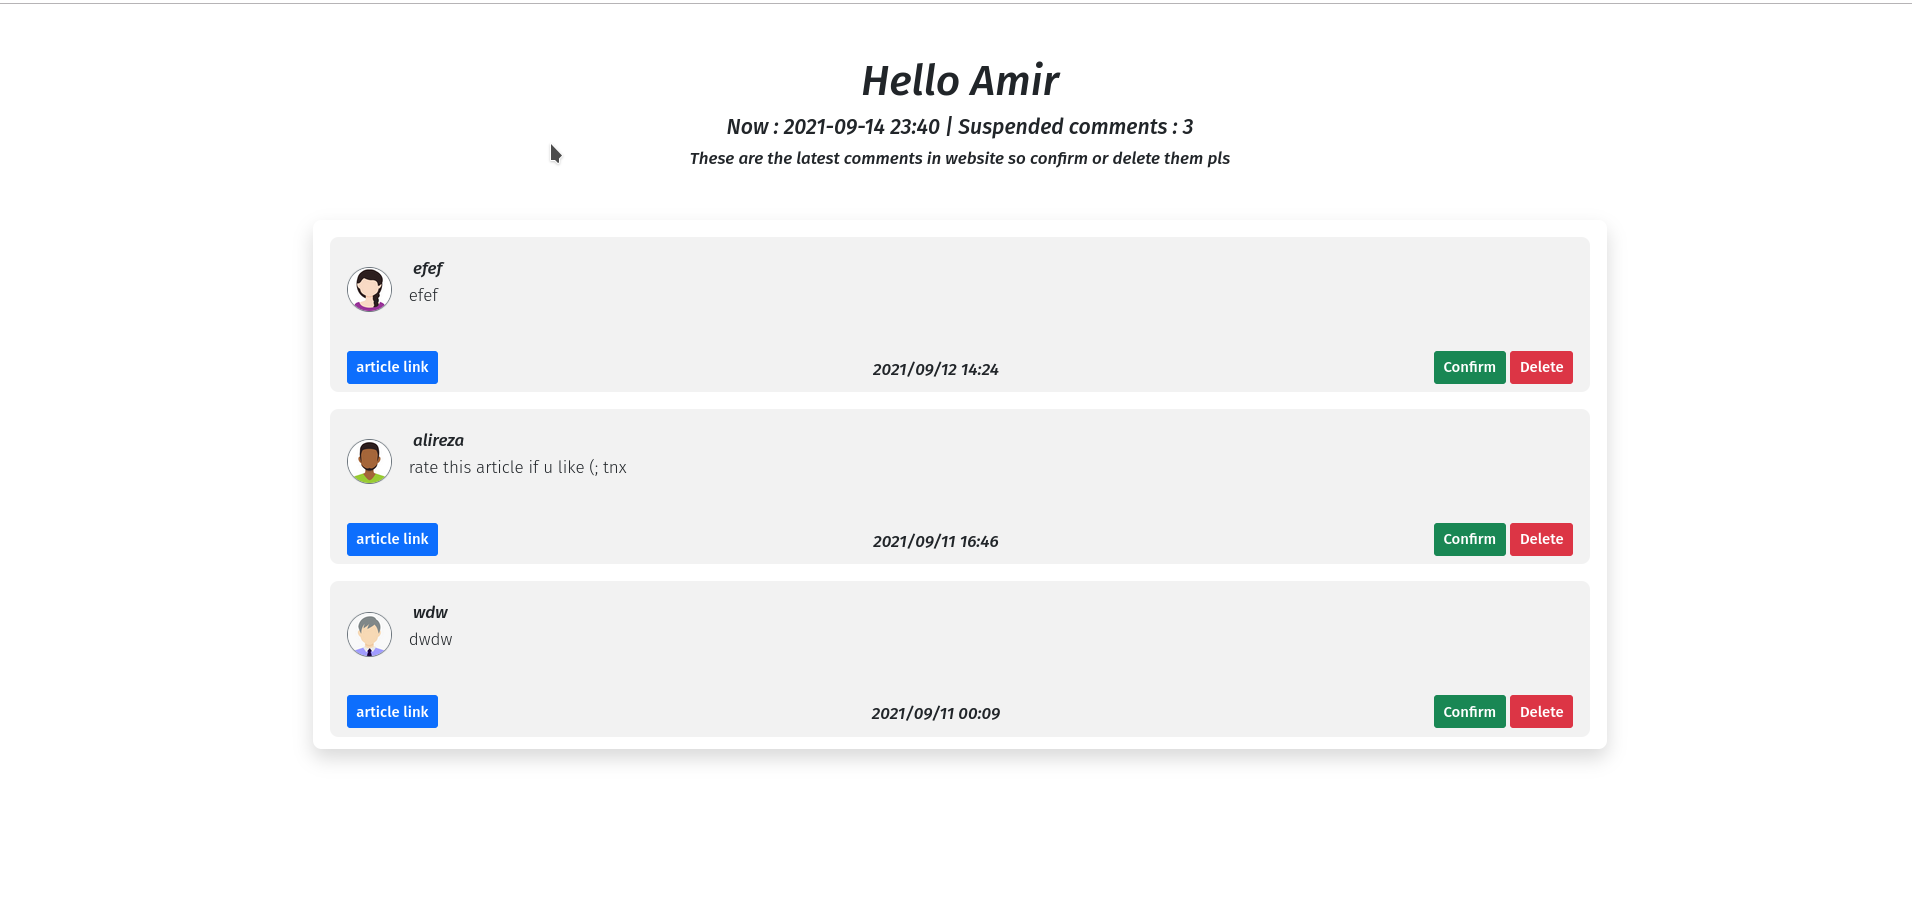 Hello Amir
Now : 2021-09-14 23:40 | Suspended comments : 3
These are the latest comments in website so confirm or delete them pls
efef
efef
article link 2021/09/12 14:24 Confirm Delete
alireza
rate this article if u like (; tnx
article link 2021/09/11 16:46 Confirm Delete
wdw
dwdw
article link 2021/09/11 00:09 Confirm Delete